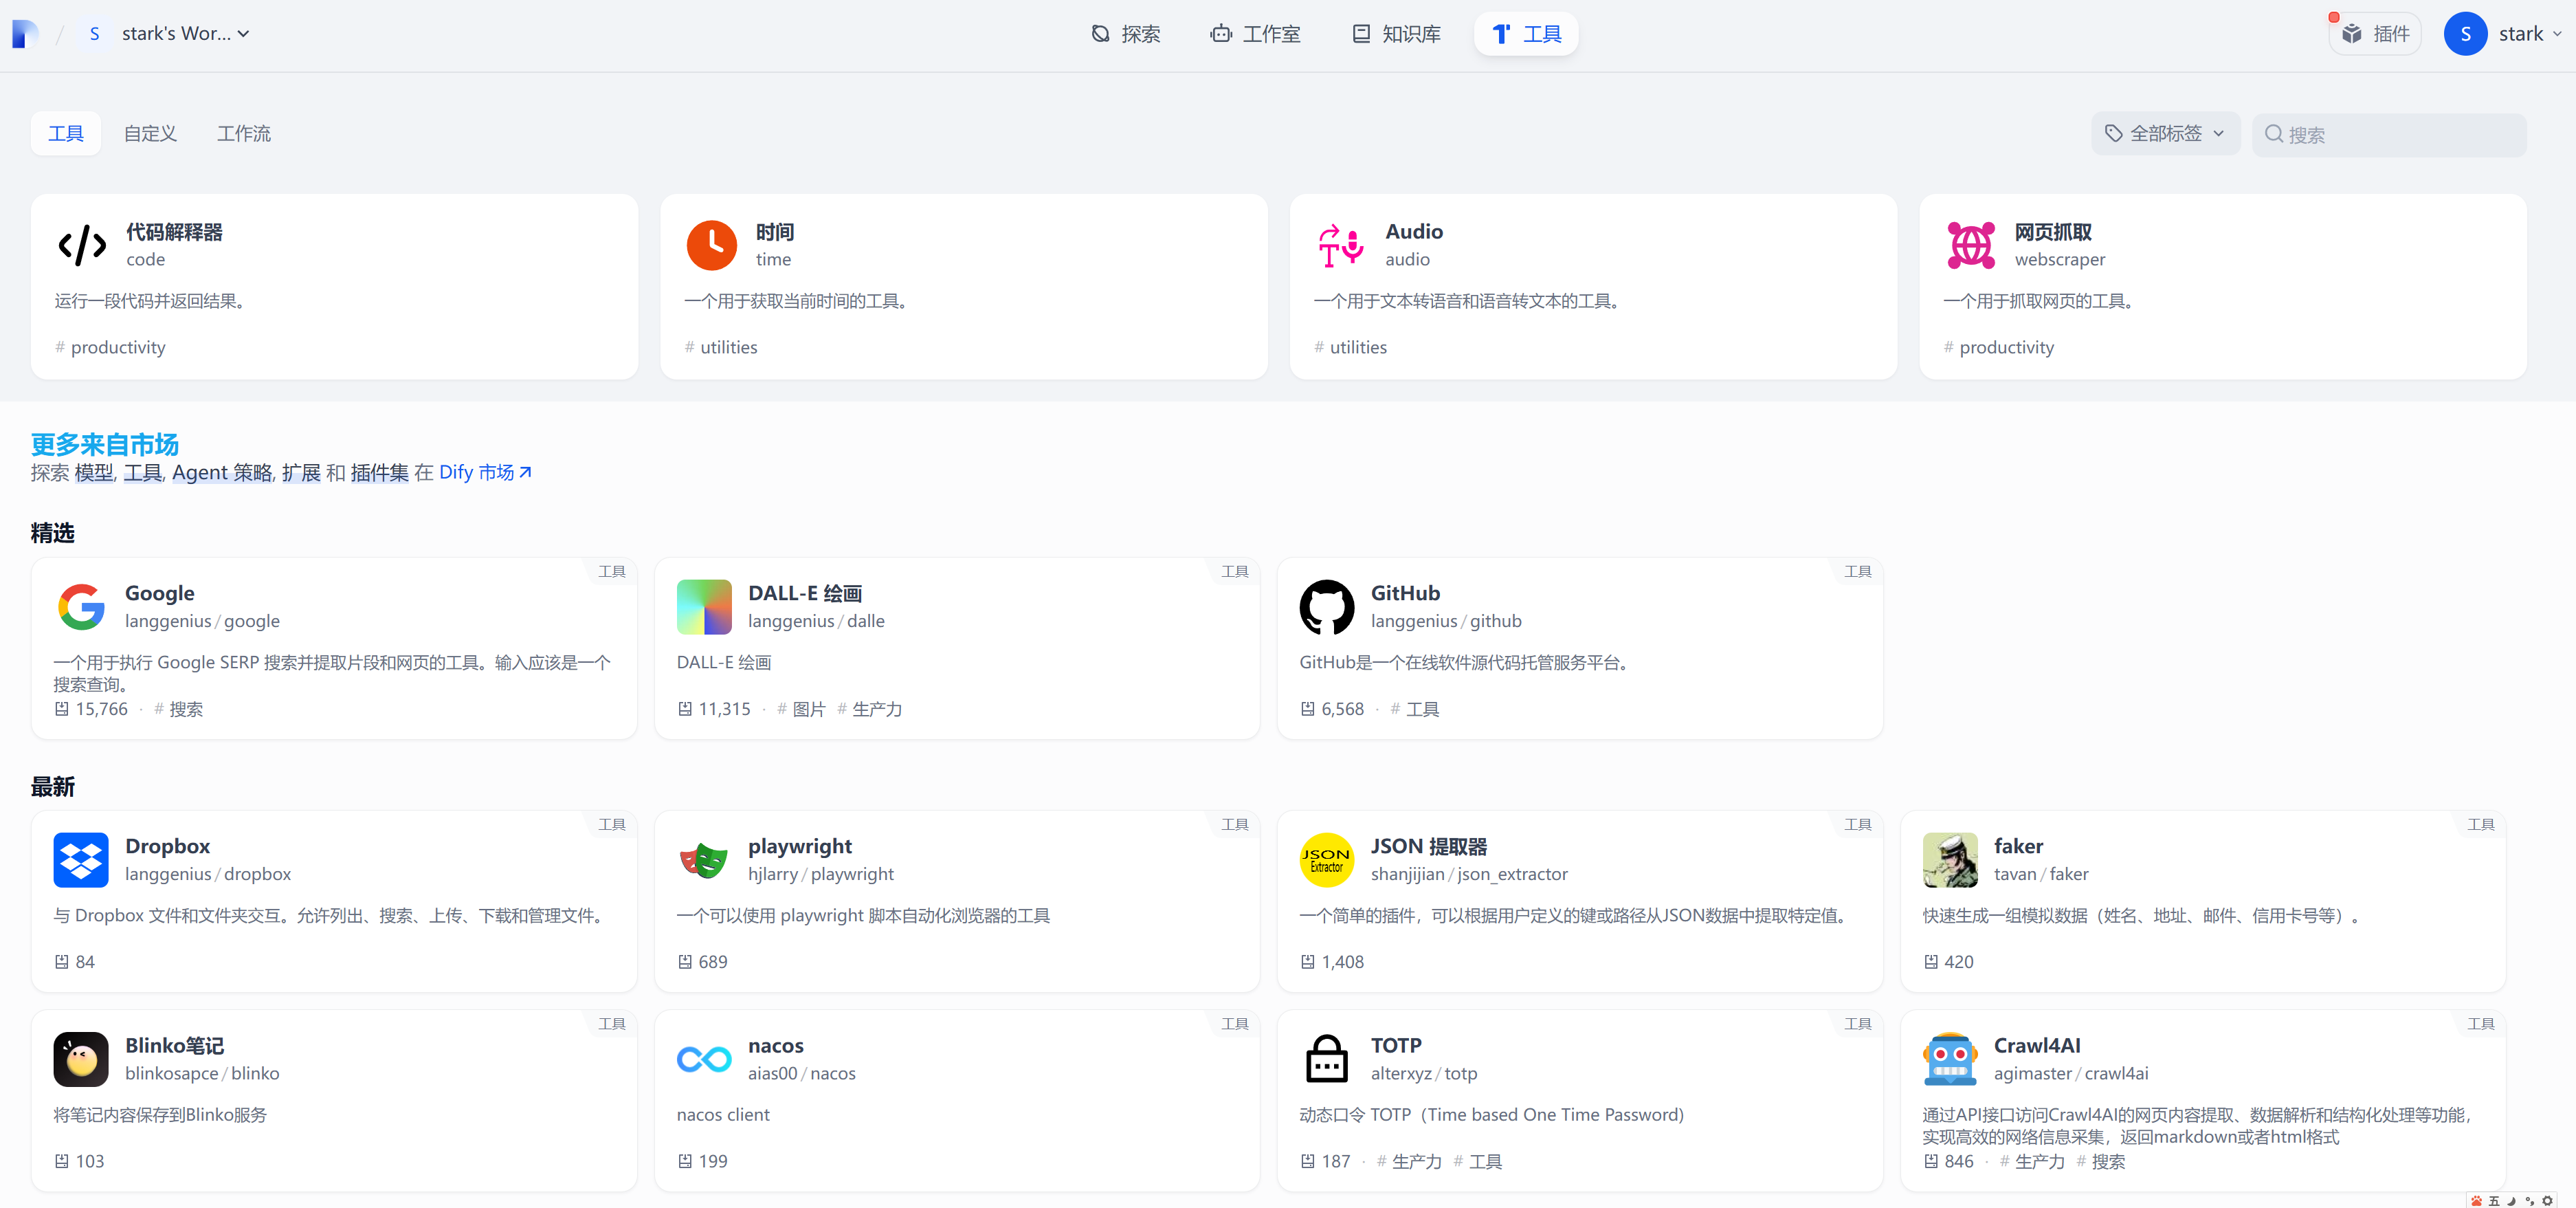 S stark's Wor... 探索 工作室 知识库 工具 插件 S stark
工具 自定义 工作流 全部标签 搜索
代码解释器
code
运行一段代码并返回结果。
# productivity
时间
time
一个用于获取当前时间的工具。
# utilities
Audio
audio
一个用于文本转语音和语音转文本的工具。
# utilities
网页抓取
webscraper
一个用于抓取网页的工具。
# productivity
更多来自市场
探索 模型, 工具, Agent 策略, 扩展 和 插件集 在 Dify 市场
精选
工具
Google
langgenius / google
一个用于执行 Google SERP 搜索并提取片段和网页的工具。输入应该是一个
搜索查询。
15,766 · # 搜索
工具
DALL-E 绘画
langgenius / dalle
DALL-E 绘画
11,315 · # 图片 # 生产力
工具
GitHub
langgenius / github
GitHub是一个在线软件源代码托管服务平台。
6,568 · # 工具
最新
工具
Dropbox
langgenius / dropbox
与 Dropbox 文件和文件夹交互。允许列出、搜索、上传、下载和管理文件。
84
工具
playwright
hjlarry / playwright
一个可以使用 playwright 脚本自动化浏览器的工具
689
工具
JSON
Extractor
JSON 提取器
shanjijian / json_extractor
一个简单的插件，可以根据用户定义的键或路径从JSON数据中提取特定值。
1,408
工具
faker
tavan / faker
快速生成一组模拟数据（姓名、地址、邮件、信用卡号等）。
420
工具
Blinko笔记
blinkosapce / blinko
将笔记内容保存到Blinko服务
103
工具
nacos
aias00 / nacos
nacos client
199
工具
TOTP
alterxyz / totp
动态口令 TOTP（Time based One Time Password)
187 · # 生产力 # 工具
工具
Crawl4AI
agimaster / crawl4ai
通过API接口访问Crawl4AI的网页内容提取、数据解析和结构化处理等功能，
实现高效的网络信息采集，返回markdown或者html格式
846 · # 生产力 # 搜索
五